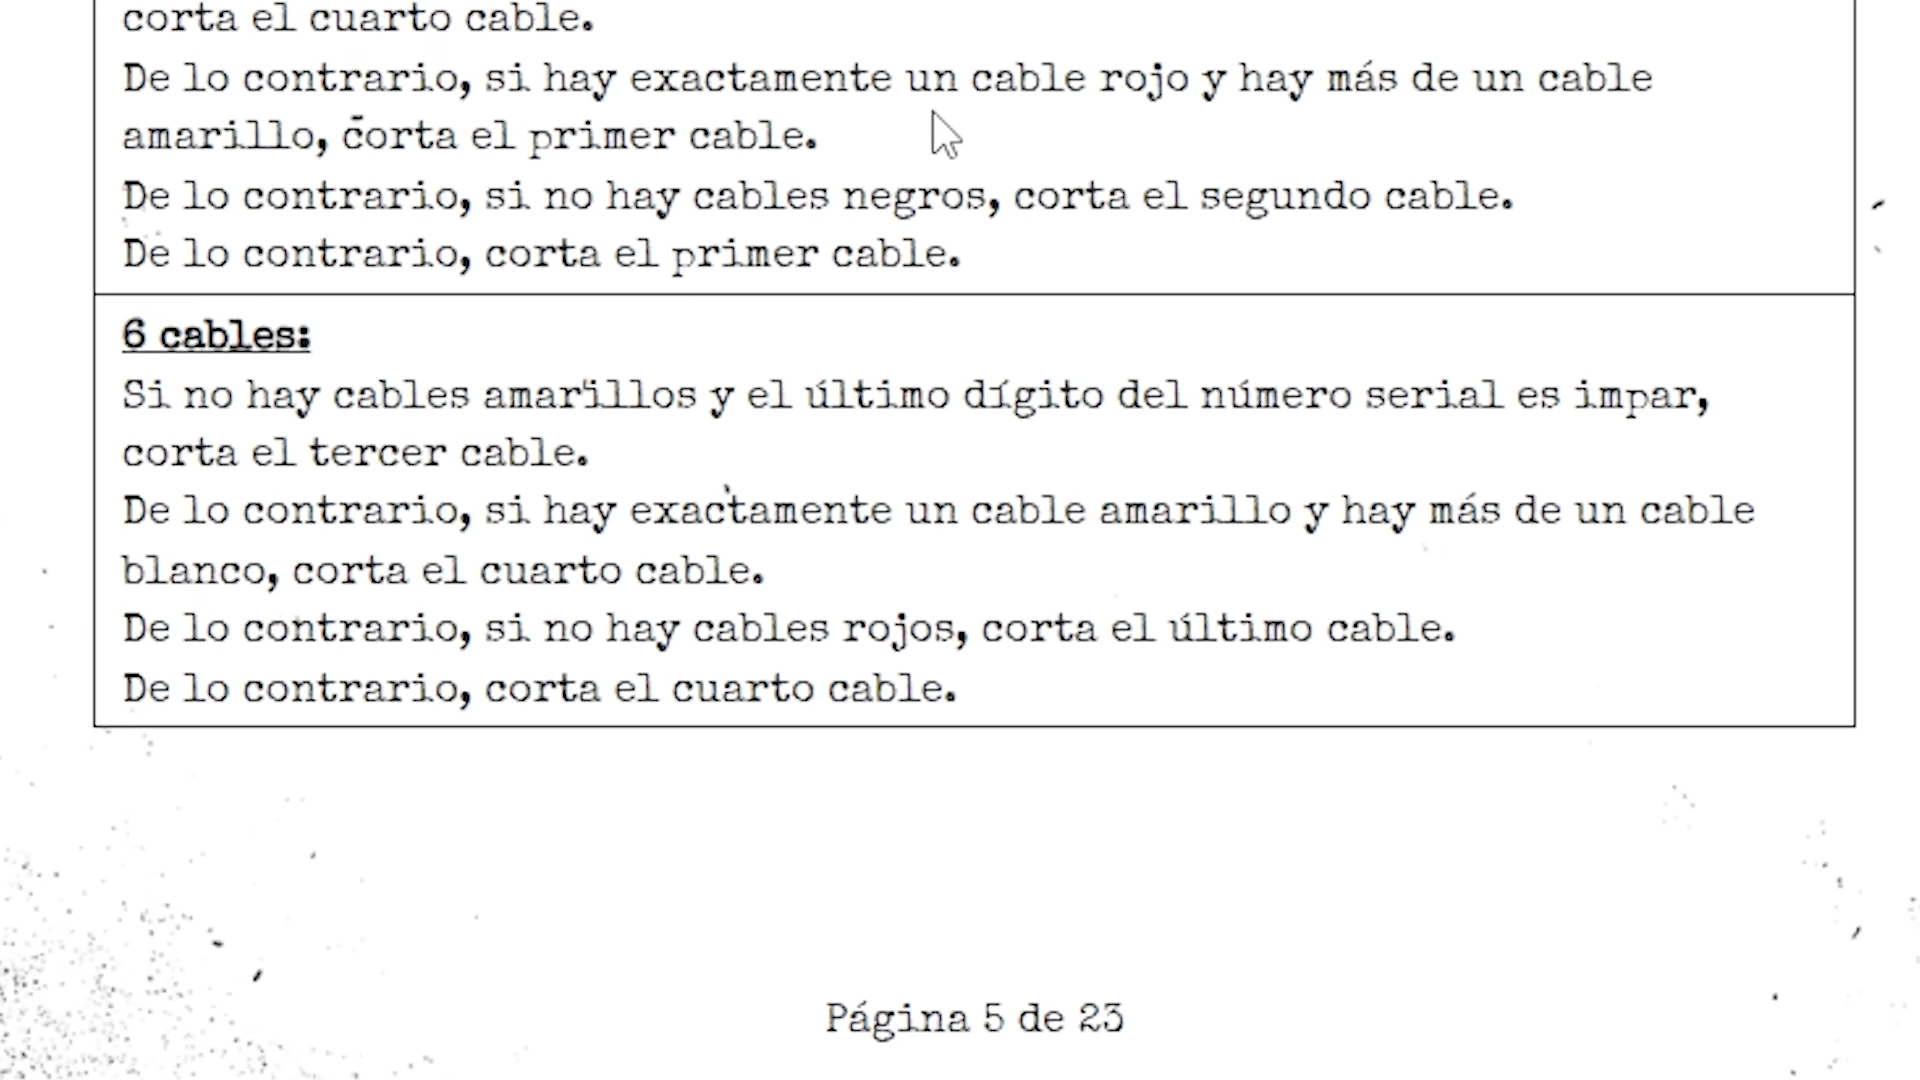 corta el cuarto cable.
De lo contrario, si hay exactamente un cable rojo y hay más de un cable
amarillo, corta el primer cable.
De lo contrario, si no hay cables negros, corta el segundo cable.
De lo contrario, corta el primer cable.
6 cables:
Si no hay cables amarillos y el último dígito del número serial es impar,
corta el tercer cable.
De lo contrario, si hay exactamente un cable amarillo y hay más de un cable
blanco, corta el cuarto cable.
De lo contrario, si no hay cables rojos, corta el último cable.
De lo contrario, corta el cuarto cable.
Página 5 de 23